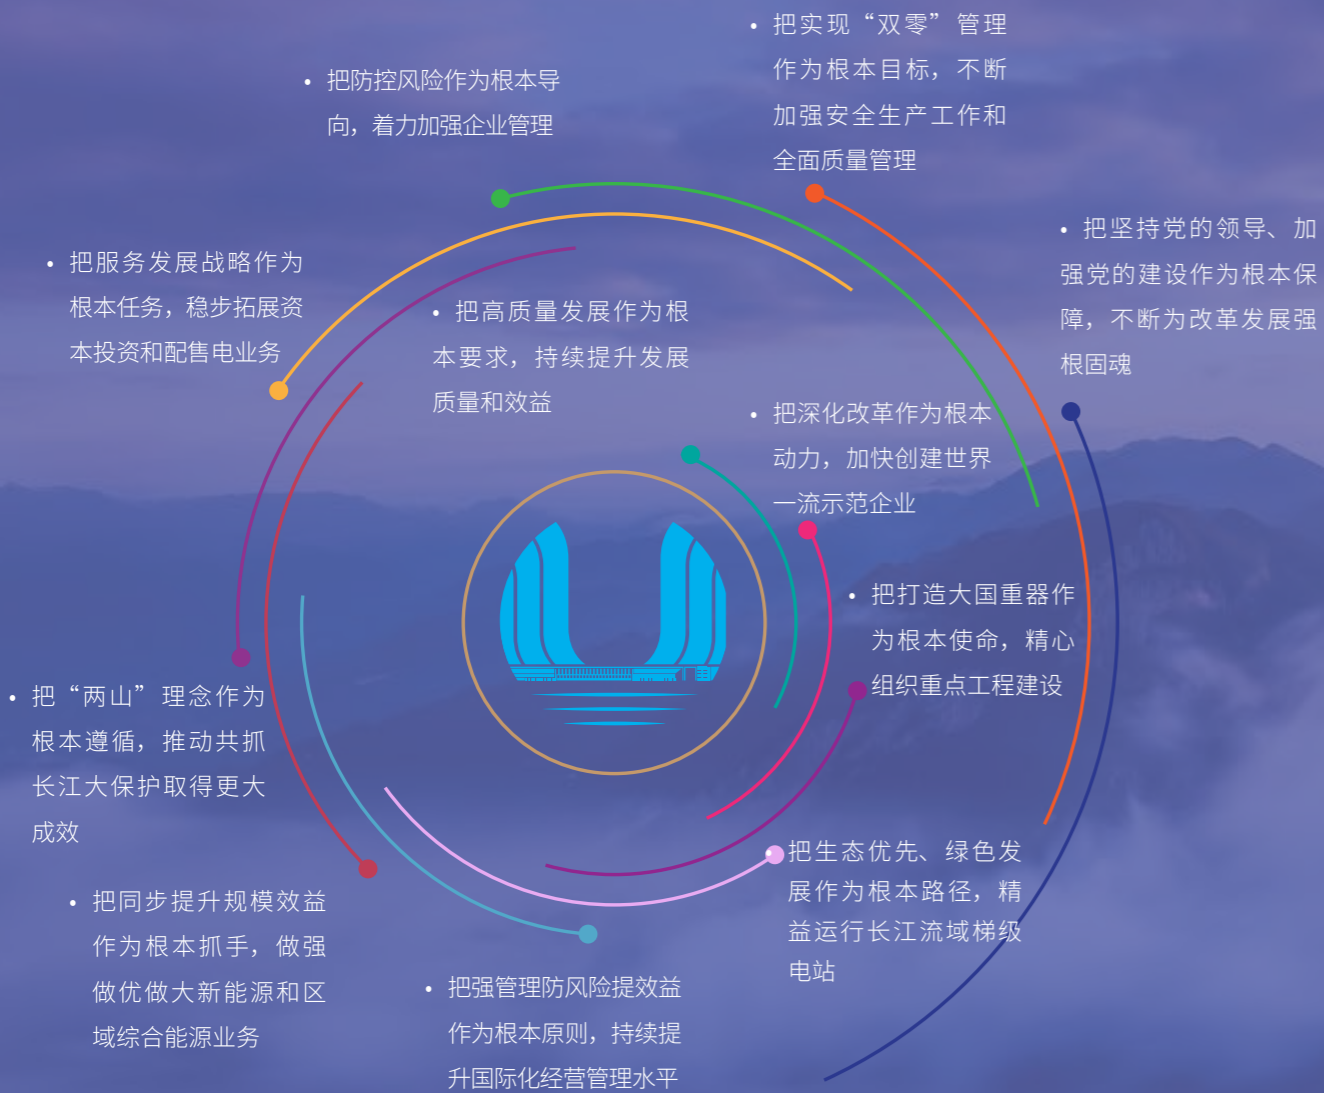 • 把实现“双零”管理
作为根本目标，不断
加强安全生产工作和
全面质量管理
• 把防控风险作为根本导
向，着力加强企业管理
• 把坚持党的领导、加
强党的建设作为根本保
障，不断为改革发展强
根固魂
• 把服务发展战略作为
根本任务，稳步拓展资
本投资和配售电业务
• 把高质量发展作为根
本要求，持续提升发展
质量和效益
• 把深化改革作为根本
动力，加快创建世界
一流示范企业
• 把打造大国重器作
为根本使命，精心
组织重点工程建设
• 把“两山”理念作为
根本遵循，推动共抓
长江大保护取得更大
成效
• 把生态优先、绿色发
展作为根本路径，精
益运行长江流域梯级
电站
• 把同步提升规模效益
作为根本抓手，做强
做优做大新能源和区
域综合能源业务
• 把强管理防风险提效益
作为根本原则，持续提
升国际化经营管理水平